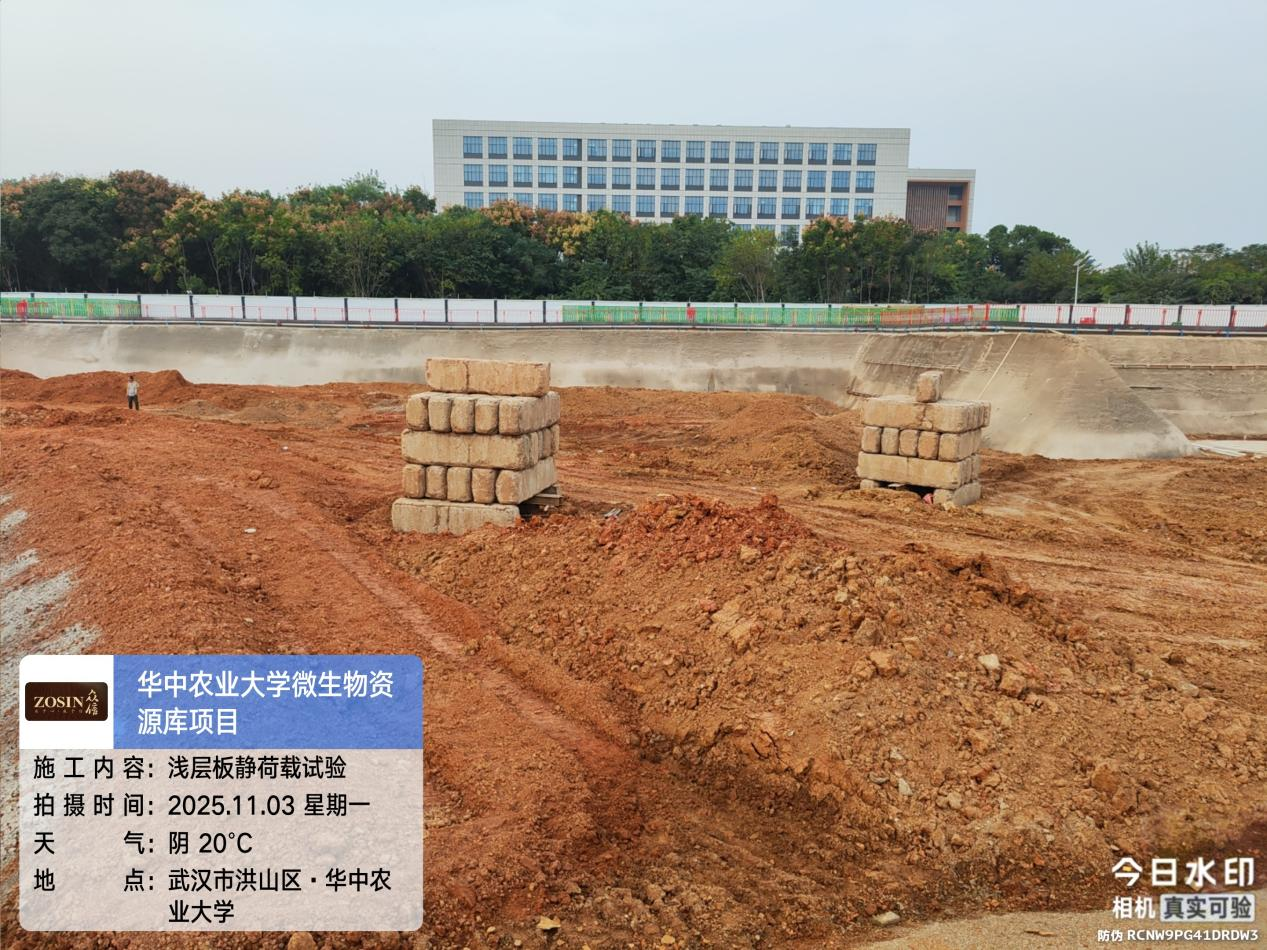 华中农业大学微生物资
源库项目
ZOSIN 众信
施工内容：浅层板静荷载试验
拍摄时间：2025.11.03 星期一
天气：阴 20°C
地点：武汉市洪山区·华中农
业大学
今日水印
相机 真实可验
防伪 RCNW9PG41DRDW3